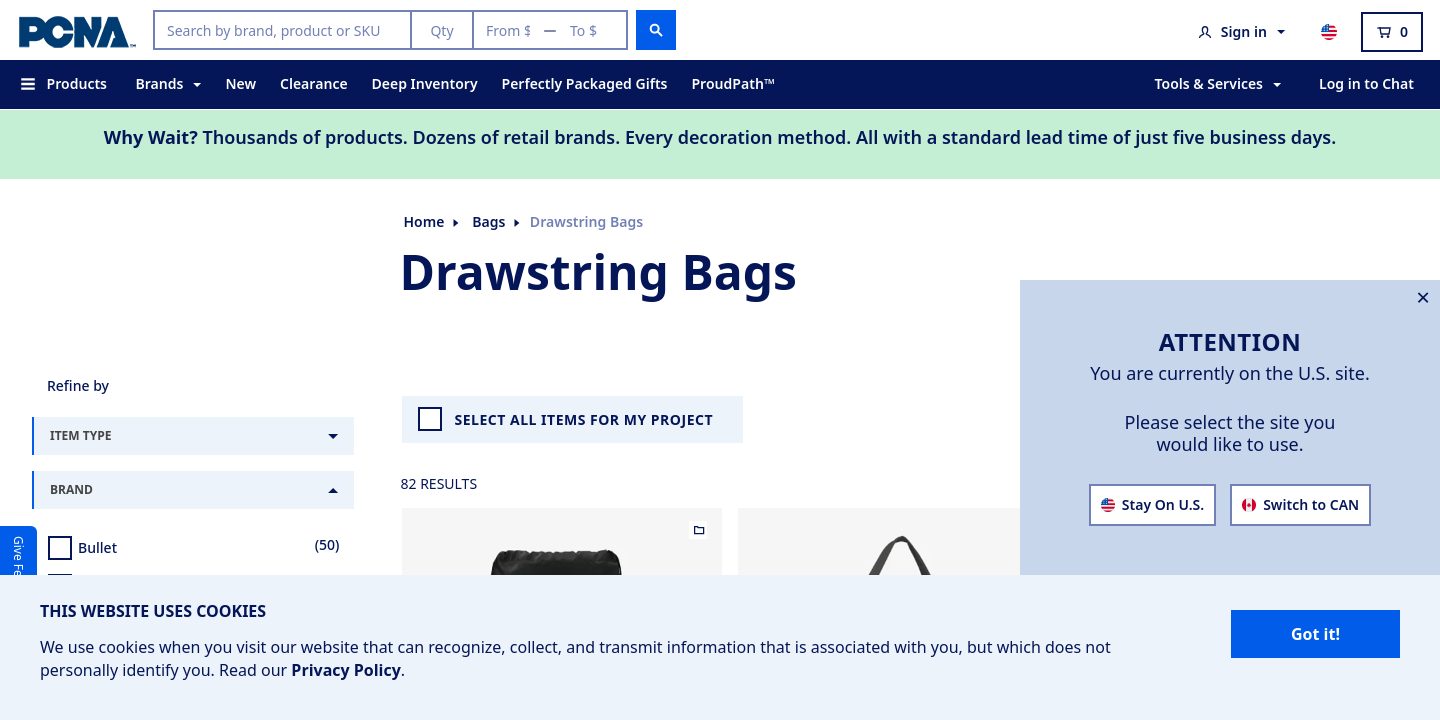 PCNA™
Search by brand, product or SKU
Qty
From $ — To $
Sign in
0
Products
Brands
New
Clearance
Deep Inventory
Perfectly Packaged Gifts
ProudPath™
Tools & Services
Log in to Chat
Why Wait? Thousands of products. Dozens of retail brands. Every decoration method. All with a standard lead time of just five business days.
Home Bags Drawstring Bags
Drawstring Bags
ATTENTION
You are currently on the U.S. site.
Please select the site you
would like to use.
Stay On U.S.
Switch to CAN
Refine by
ITEM TYPE
BRAND
Bullet (50)
SELECT ALL ITEMS FOR MY PROJECT
82 RESULTS
Give Fe
THIS WEBSITE USES COOKIES
We use cookies when you visit our website that can recognize, collect, and transmit information that is associated with you, but which does not
personally identify you. Read our Privacy Policy.
Got it!